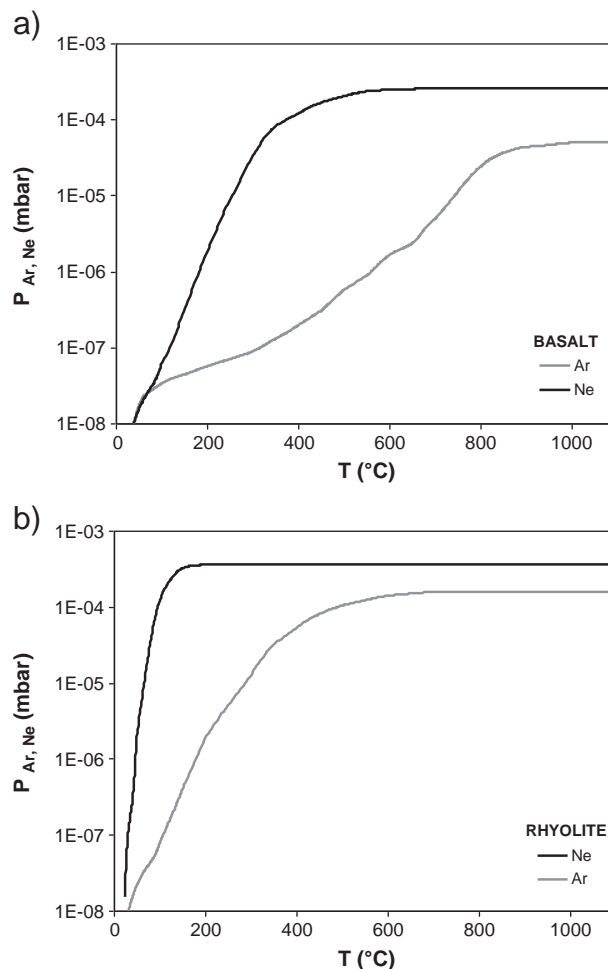 a)
1E-03
1E-04
1E-05
1E-06
1E-07
1E-08
P Ar, Ne (mbar)
BASALT
Ar
Ne
0 200 400 600 800 1000
T (°C)
b)
1E-03
1E-04
1E-05
1E-06
1E-07
1E-08
P Ar, Ne (mbar)
RHYOLITE
Ne
Ar
0 200 400 600 800 1000
T (°C)